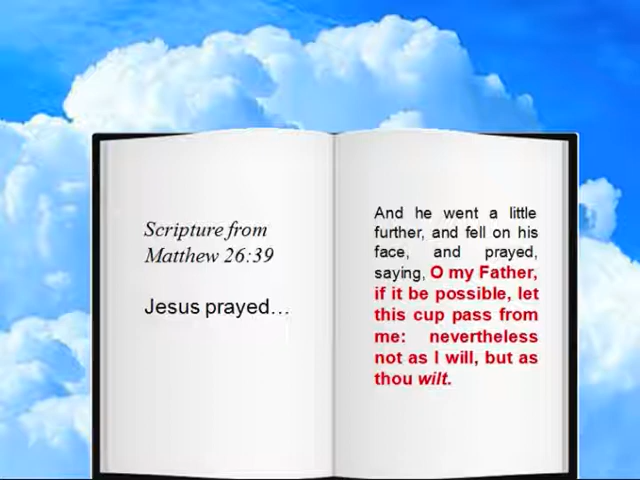 Scripture from
Matthew 26:39
Jesus prayed…
And he went a little
further, and fell on his
face, and prayed,
saying, O my Father,
if it be possible, let
this cup pass from
me: nevertheless
not as I will, but as
thou wilt.